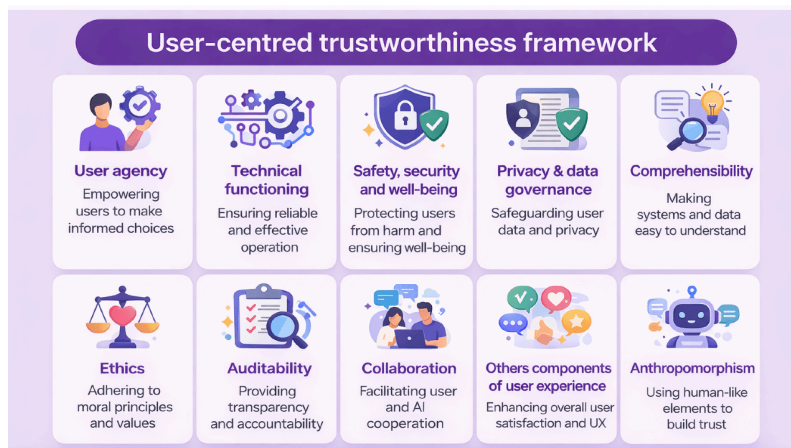 User-centred trustworthiness framework
User agency
Empowering
users to make
informed choices
Technical
functioning
Ensuring reliable
and effective
operation
Safety, security
and well-being
Protecting users
from harm and
ensuring well-being
Privacy & data
governance
Safeguarding user
data and privacy
Comprehensibility
Making
systems and data
easy to understand
Ethics
Adhering to
moral principles
and values
Auditability
Providing
transparency
and accountability
Collaboration
Facilitating user
and AI
cooperation
Others components
of user experience
Enhancing overall user
satisfaction and UX
Anthropomorphism
Using human-like
elements to
build trust